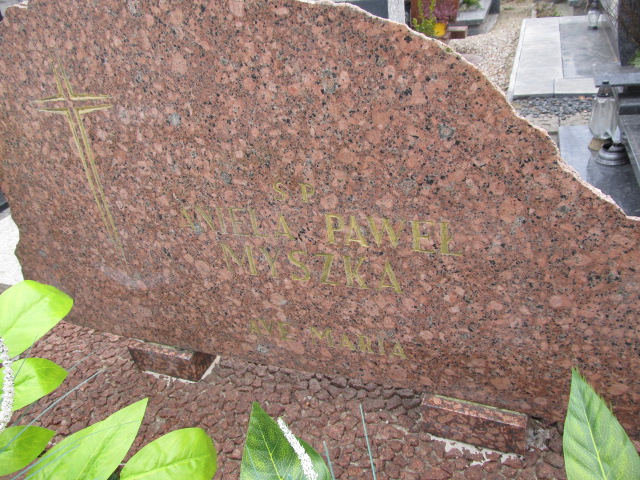 S.P.
ANIELA PAWEŁ
MYSZKA
AVE MARIA